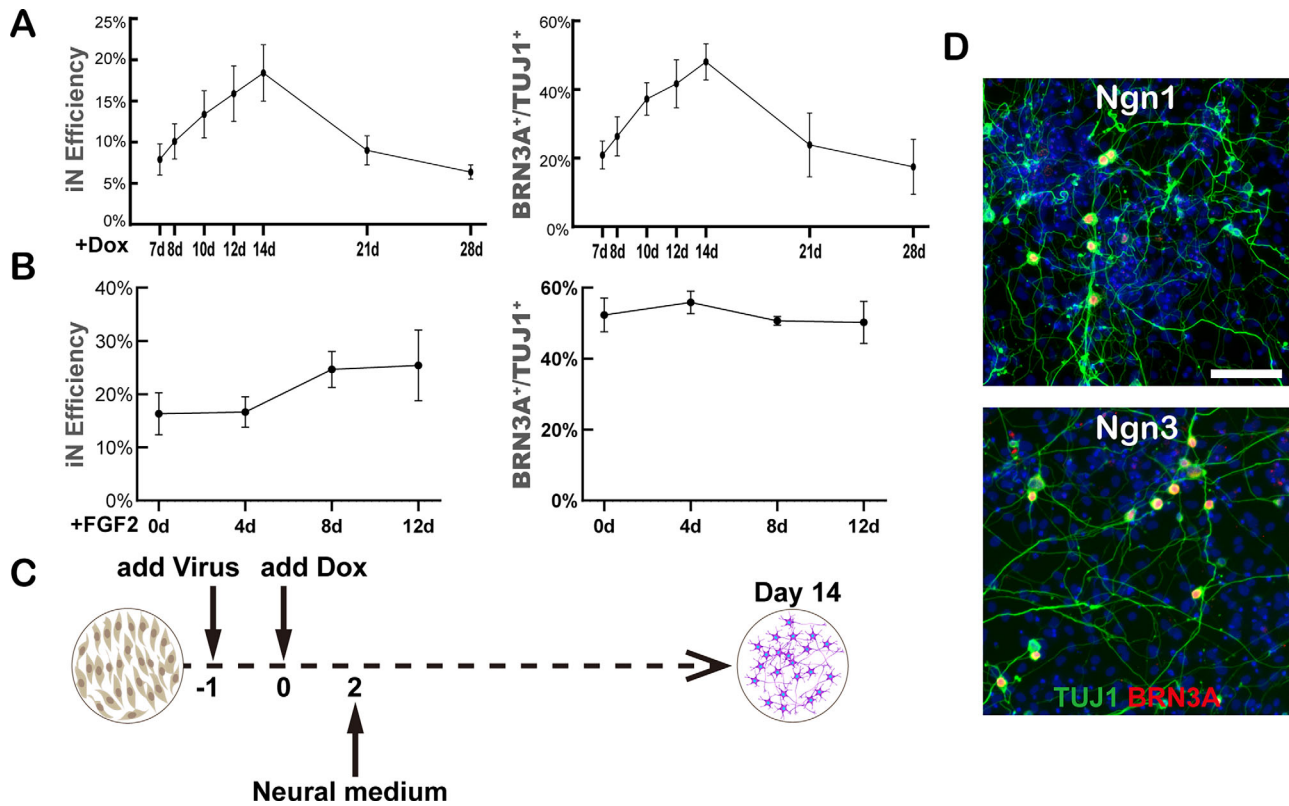 A
iN Efficiency
25%
20%
15%
10%
5%
0%
+Dox
7d 8d 10d 12d 14d 21d 28d
BRN3A+/TUJ1+
60%
40%
20%
0%
7d 8d 10d 12d 14d 21d 28d
B
iN Efficiency
40%
30%
20%
10%
0%
+FGF2
0d 4d 8d 12d
BRN3A+/TUJ1+
60%
40%
20%
0%
0d 4d 8d 12d
C
add Virus add Dox
Day 14
-1 0 2
Neural medium
D
Ngn1
Ngn3
TUJ1 BRN3A